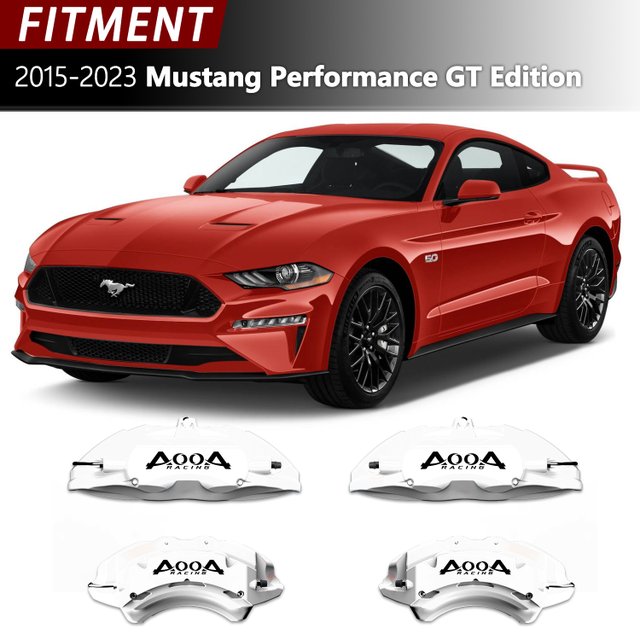 FITMENT
2015-2023 Mustang Performance GT Edition
5.0
AOOA
RACING
AOOA
RACING
AOOA
RACING
AOOA
RACING